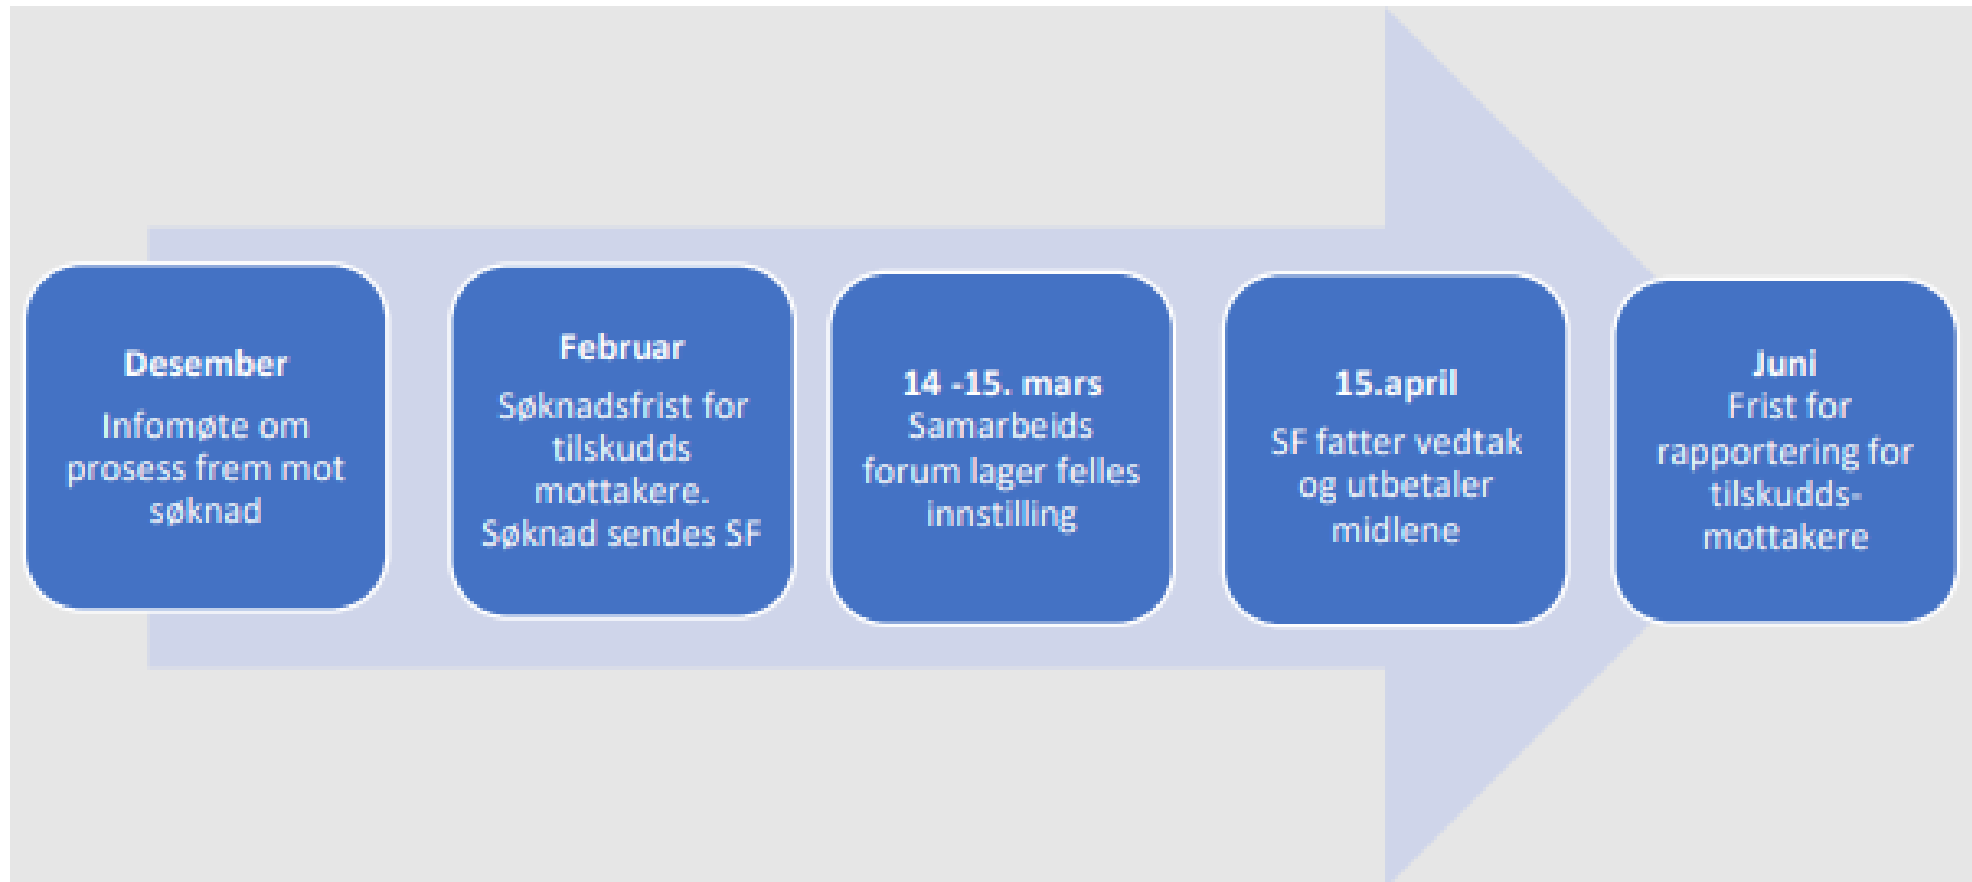 Desember
Infomøte om
prosess frem mot
søknad
Februar
Søknadsfrist for
tilskudds
mottakere.
Søknad sendes SF
14 -15. mars
Samarbeids
forum lager felles
innstilling
15.april
SF fatter vedtak
og utbetaler
midlene
Juni
Frist for
rapportering for
tilskudds-
mottakere